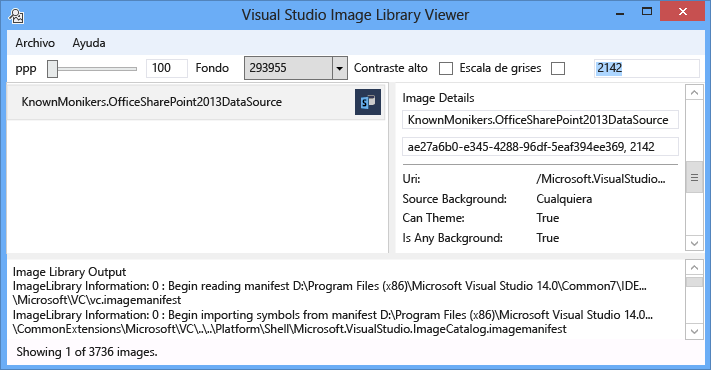 Visual Studio Image Library Viewer
Archivo Ayuda
ppp 100 Fondo 293955 Contraste alto Escala de grises 2142
KnownMonikers.OfficeSharePoint2013DataSource
Image Details
KnownMonikers.OfficeSharePoint2013DataSource
ae27a6b0-e345-4288-96df-5eaf394ee369, 2142
Uri: /Microsoft.VisualStudio...
Source Background: Cualquiera
Can Theme: True
Is Any Background: True
Image Library Output
ImageLibrary Information: 0 : Begin reading manifest D:\Program Files (x86)\Microsoft Visual Studio 14.0\Common7\IDE...
\Microsoft\VC\vc.imagemanifest
ImageLibrary Information: 0 : Begin importing symbols from manifest D:\Program Files (x86)\Microsoft Visual Studio 14.0...
\CommonExtensions\Microsoft\VC\..\..\Platform\Shell\Microsoft.VisualStudio.ImageCatalog.imagemanifest
Showing 1 of 3736 images.